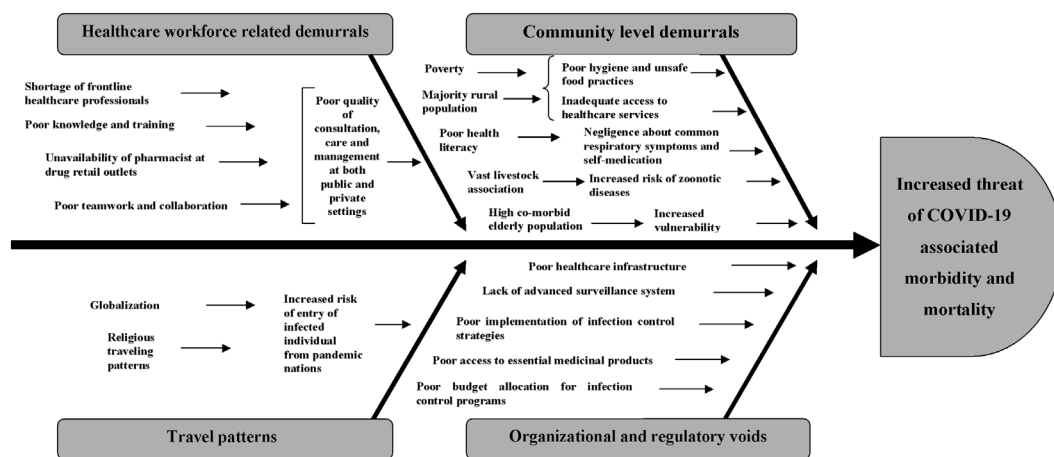 Healthcare workforce related demurrals
Community level demurrals
Shortage of frontline
healthcare professionals
Poor knowledge and training
Unavailability of pharmacist at
drug retail outlets
Poor teamwork and collaboration
Poor quality
of
consultation,
care and
management
at both
public and
private
settings
Poverty
Majority rural
population
Poor hygiene and unsafe
food practices
Inadequate access to
healthcare services
Poor health
literacy
Negligence about common
respiratory symptoms and
self-medication
Vast livestock
association
Increased risk of zoonotic
diseases
High co-morbid
elderly population
Increased
vulnerability
Increased threat
of COVID-19
associated
morbidity and
mortality
Globalization
Religious
traveling
patterns
Increased risk
of entry of
infected
individual
from pandemic
nations
Poor healthcare infrastructure
Lack of advanced surveillance system
Poor implementation of infection control
strategies
Poor access to essential medicinal products
Poor budget allocation for infection
control programs
Travel patterns
Organizational and regulatory voids